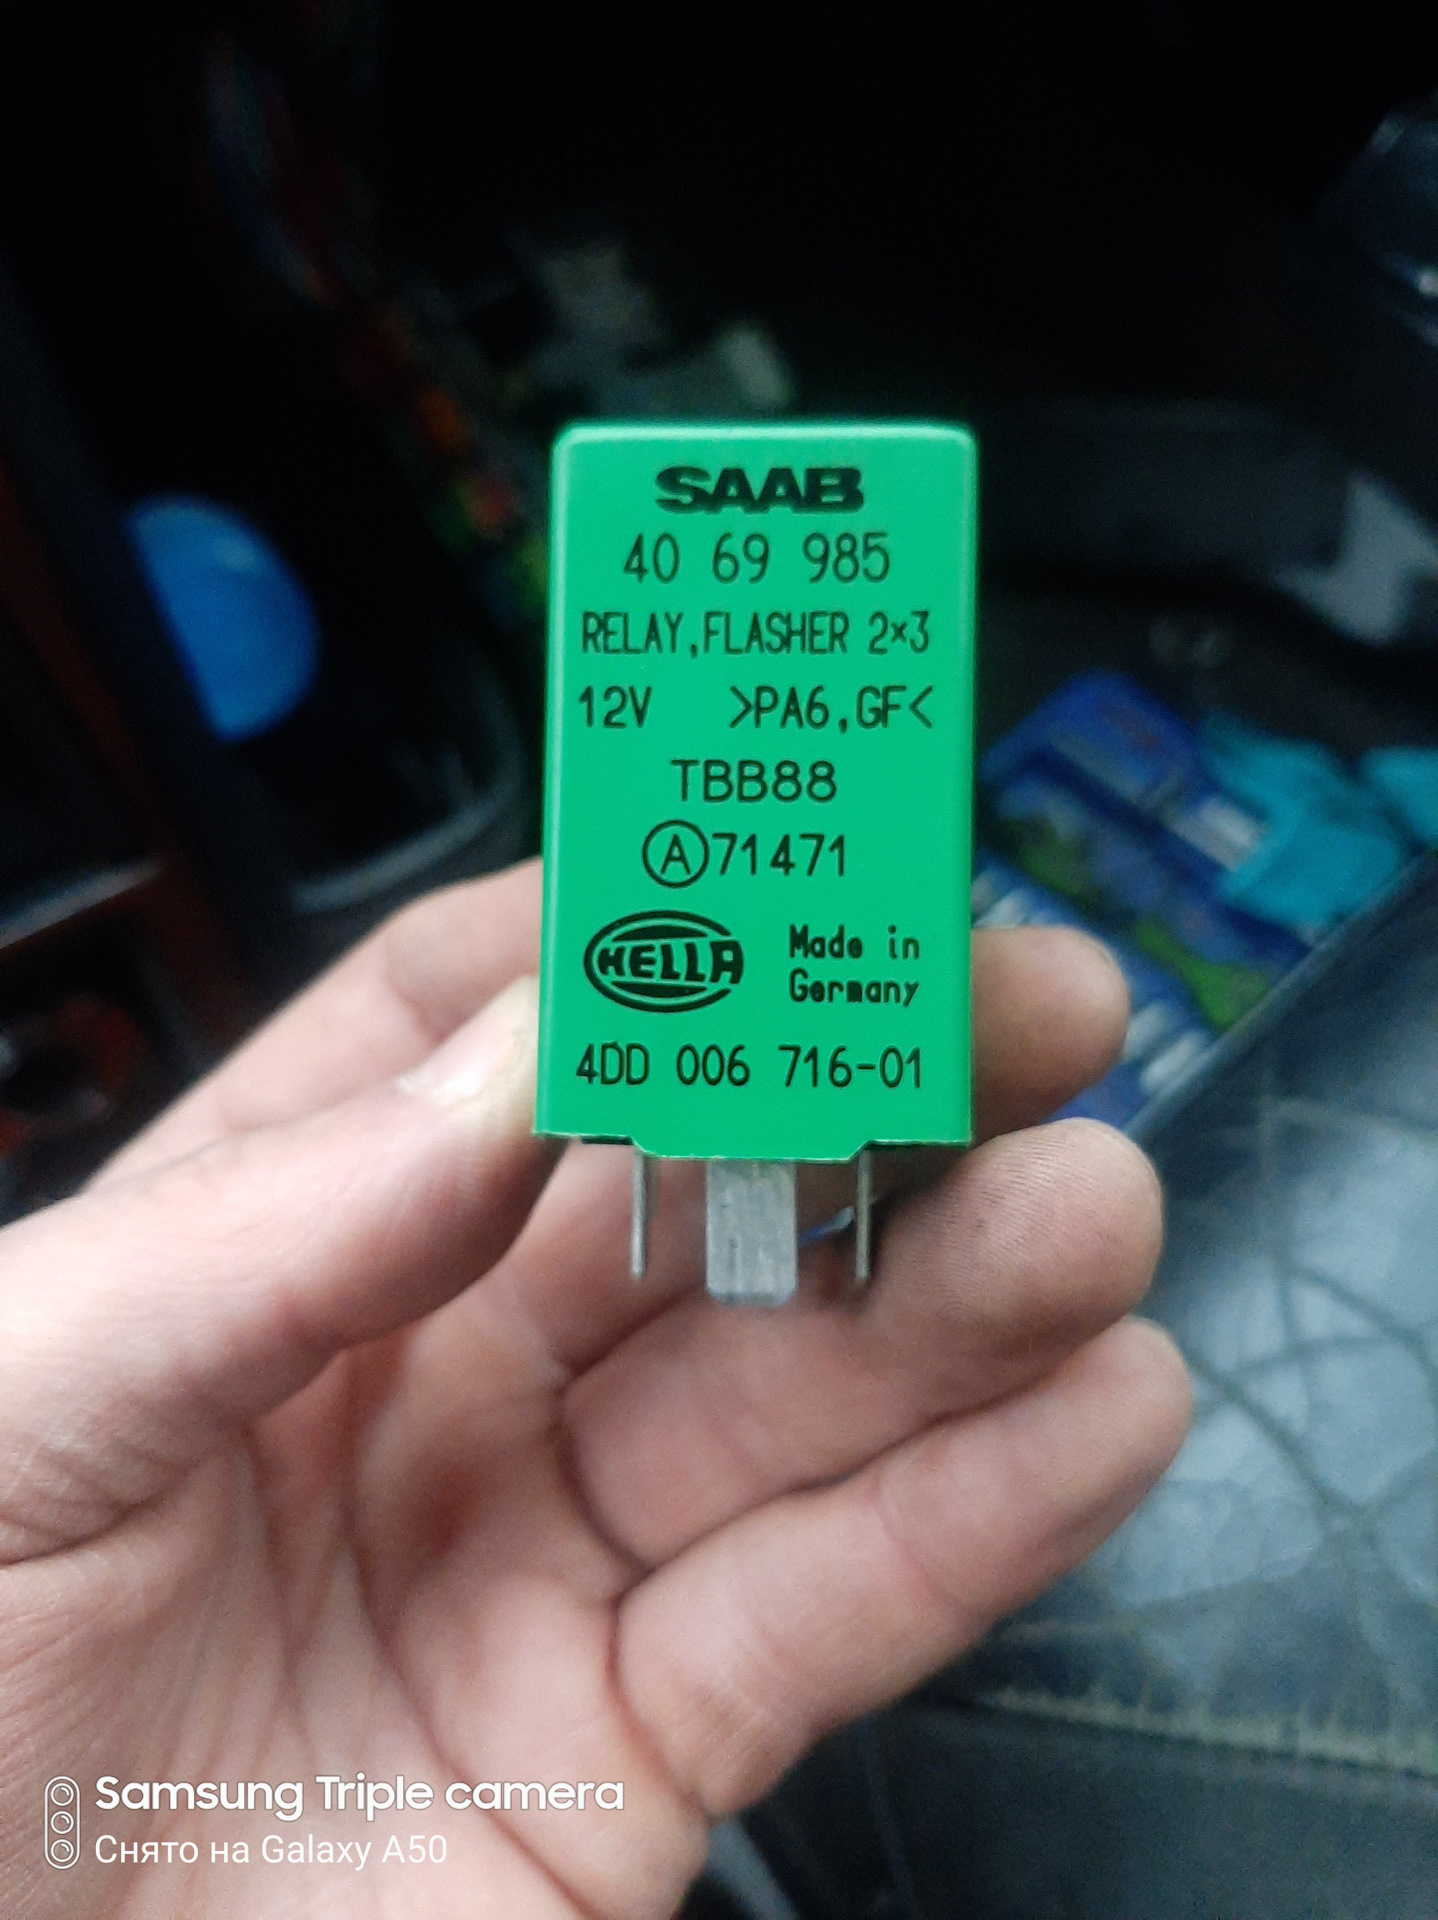 SAAB
40 69 985
RELAY,FLASHER 2×3
12V >PA6,GF<
TBB88
Ⓐ71471
HELLA Made in
Germany
4DD 006 716-01
Samsung Triple camera
Снято на Galaxy A50